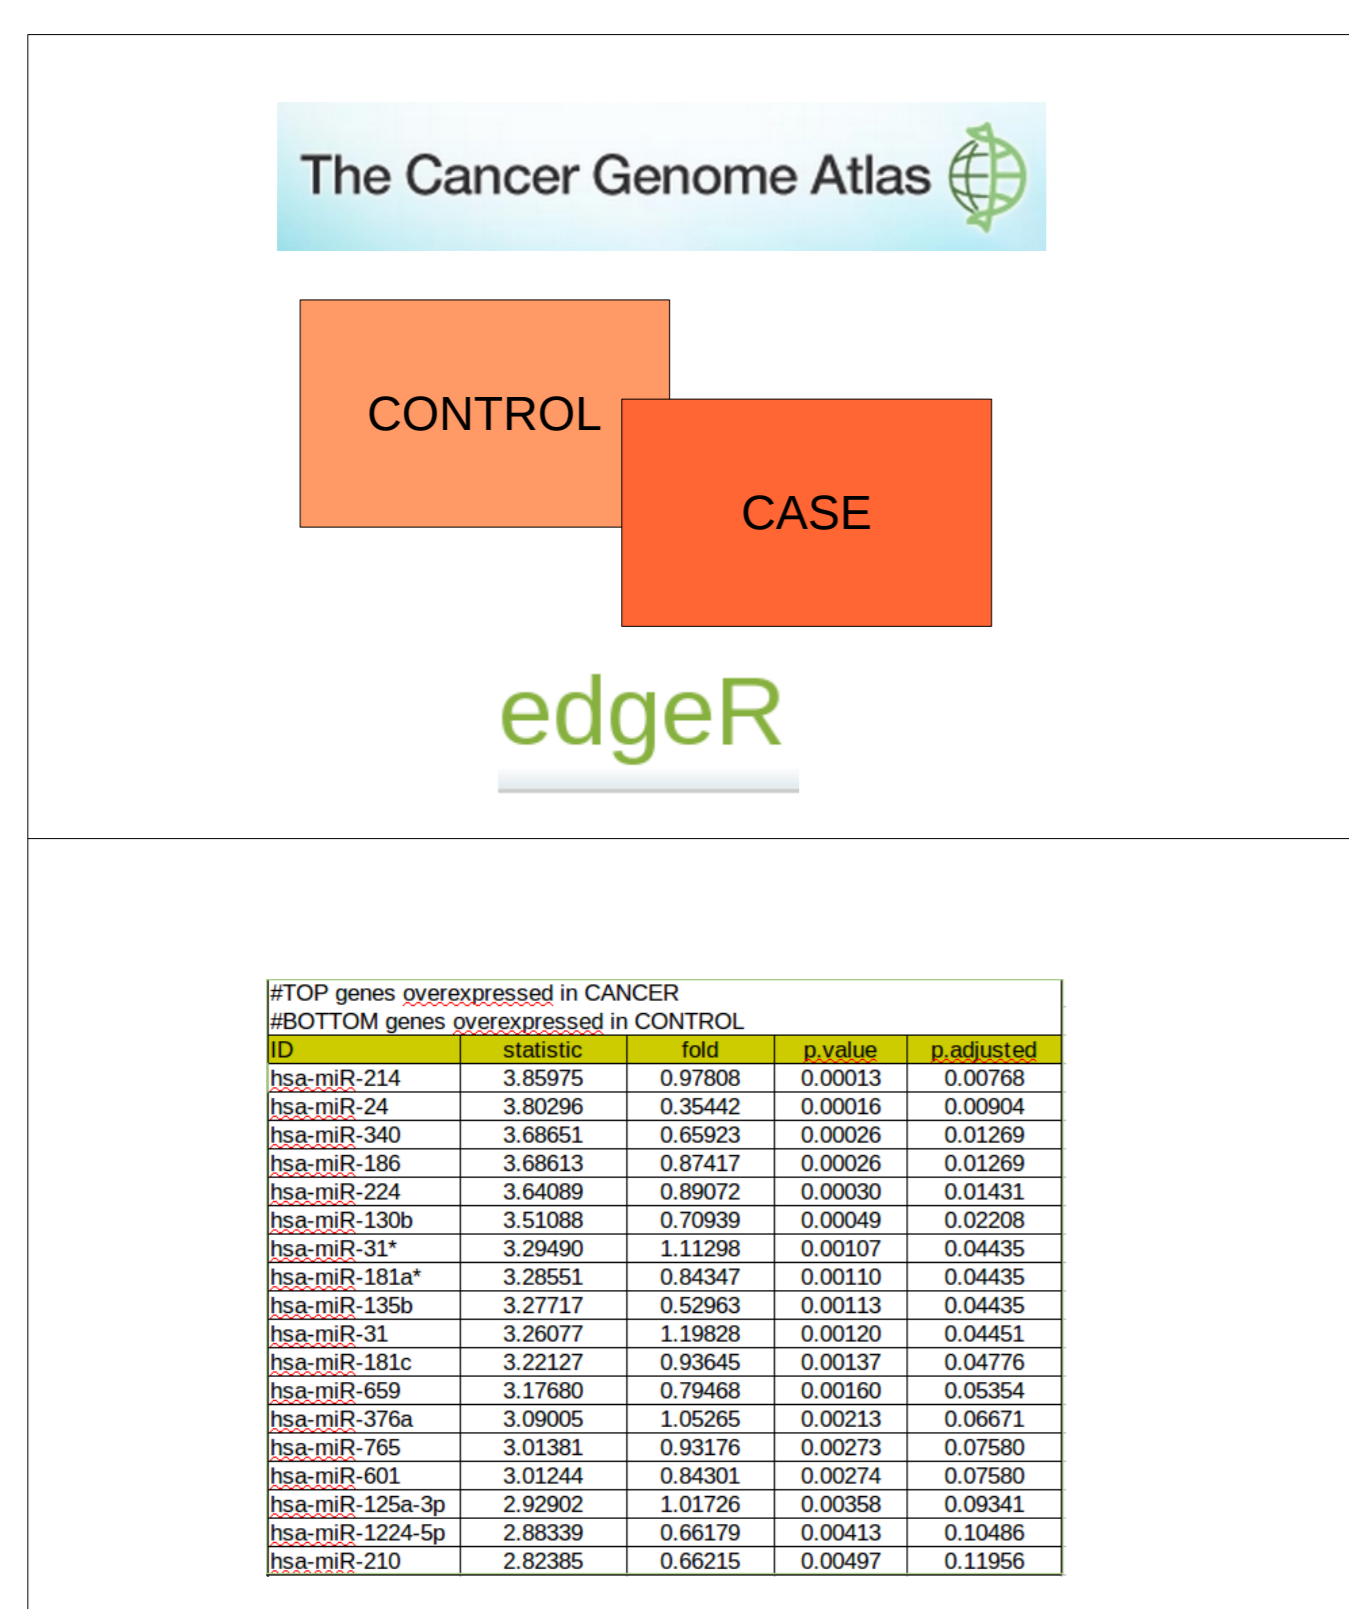 The Cancer Genome Atlas
CONTROL
CASE
edgeR
#TOP genes overexpressed in CANCER
#BOTTOM genes overexpressed in CONTROL
ID statistic fold p.value p.adjusted
hsa-miR-214 3.85975 0.97808 0.00013 0.00768
hsa-miR-24 3.80296 0.35442 0.00016 0.00904
hsa-miR-340 3.68651 0.65923 0.00026 0.01269
hsa-miR-186 3.68613 0.87417 0.00026 0.01269
hsa-miR-224 3.64089 0.89072 0.00030 0.01431
hsa-miR-130b 3.51088 0.70939 0.00049 0.02208
hsa-miR-31* 3.29490 1.11298 0.00107 0.04435
hsa-miR-181a* 3.28551 0.84347 0.00110 0.04435
hsa-miR-135b 3.27717 0.52963 0.00113 0.04435
hsa-miR-31 3.26077 1.19828 0.00120 0.04451
hsa-miR-181c 3.22127 0.93645 0.00137 0.04776
hsa-miR-659 3.17680 0.79468 0.00160 0.05354
hsa-miR-376a 3.09005 1.05265 0.00213 0.06671
hsa-miR-765 3.01381 0.93176 0.00273 0.07580
hsa-miR-601 3.01244 0.84301 0.00274 0.07580
hsa-miR-125a-3p 2.92902 1.01726 0.00358 0.09341
hsa-miR-1224-5p 2.88339 0.66179 0.00413 0.10486
hsa-miR-210 2.82385 0.66215 0.00497 0.11956